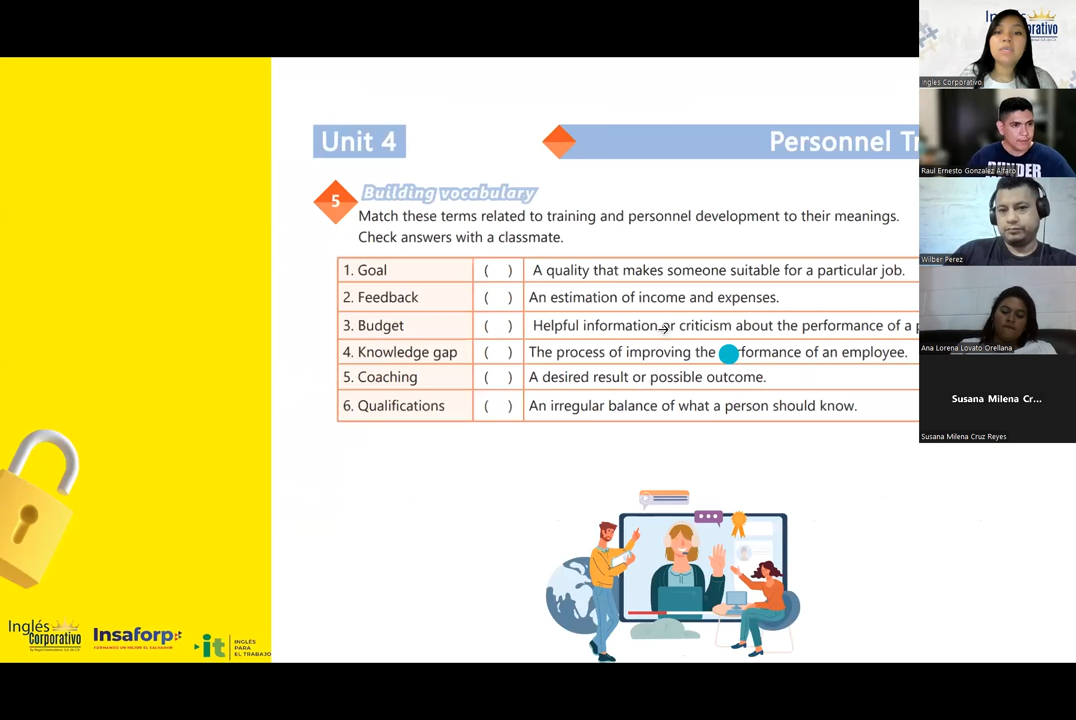 Unit 4
Personnel Tr
5
Building vocabulary
Match these terms related to training and personnel development to their meanings.
Check answers with a classmate.
1. Goal ( ) A quality that makes someone suitable for a particular job.
2. Feedback ( ) An estimation of income and expenses.
3. Budget ( ) Helpful information or criticism about the performance of a p
4. Knowledge gap ( ) The process of improving the formance of an employee.
5. Coaching ( ) A desired result or possible outcome.
6. Qualifications ( ) An irregular balance of what a person should know.
Inglés
Corporativo
Insaforp
FORMANDO UN MEJOR EL SALVADOR
it
INGLÉS
PARA
EL TRABAJO
In
orativo
Ingles Corporativo
Raul Ernesto Gonzalez Alfaro
Wilber Perez
Ana Lorena Lovato Orellana
Susana Milena Cr...
Susana Milena Cruz Reyes